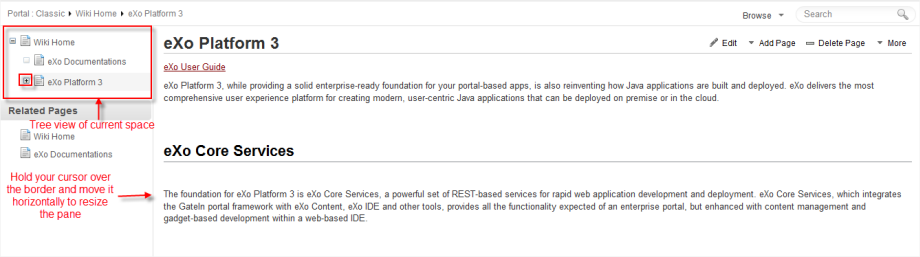 Portal : Classic Wiki Home eXo Platform 3
Browse Search
Wiki Home
eXo Documentations
eXo Platform 3
Related Pages
Tree view of current space
Wiki Home
eXo Documentations
Hold your cursor over
the border and move it
horizontally to resize
the pane
eXo Platform 3
Edit Add Page Delete Page More
eXo User Guide
eXo Platform 3, while providing a solid enterprise-ready foundation for your portal-based apps, is also reinventing how Java applications are built and deployed. eXo delivers the most
comprehensive user experience platform for creating modern, user-centric Java applications that can be deployed on premise or in the cloud.
eXo Core Services
The foundation for eXo Platform 3 is eXo Core Services, a powerful set of REST-based services for rapid web application development and deployment. eXo Core Services, which integrates
the GateIn portal framework with eXo Content, eXo IDE and other tools, provides all the functionality expected of an enterprise portal, but enhanced with content management and
gadget-based development within a web-based IDE.